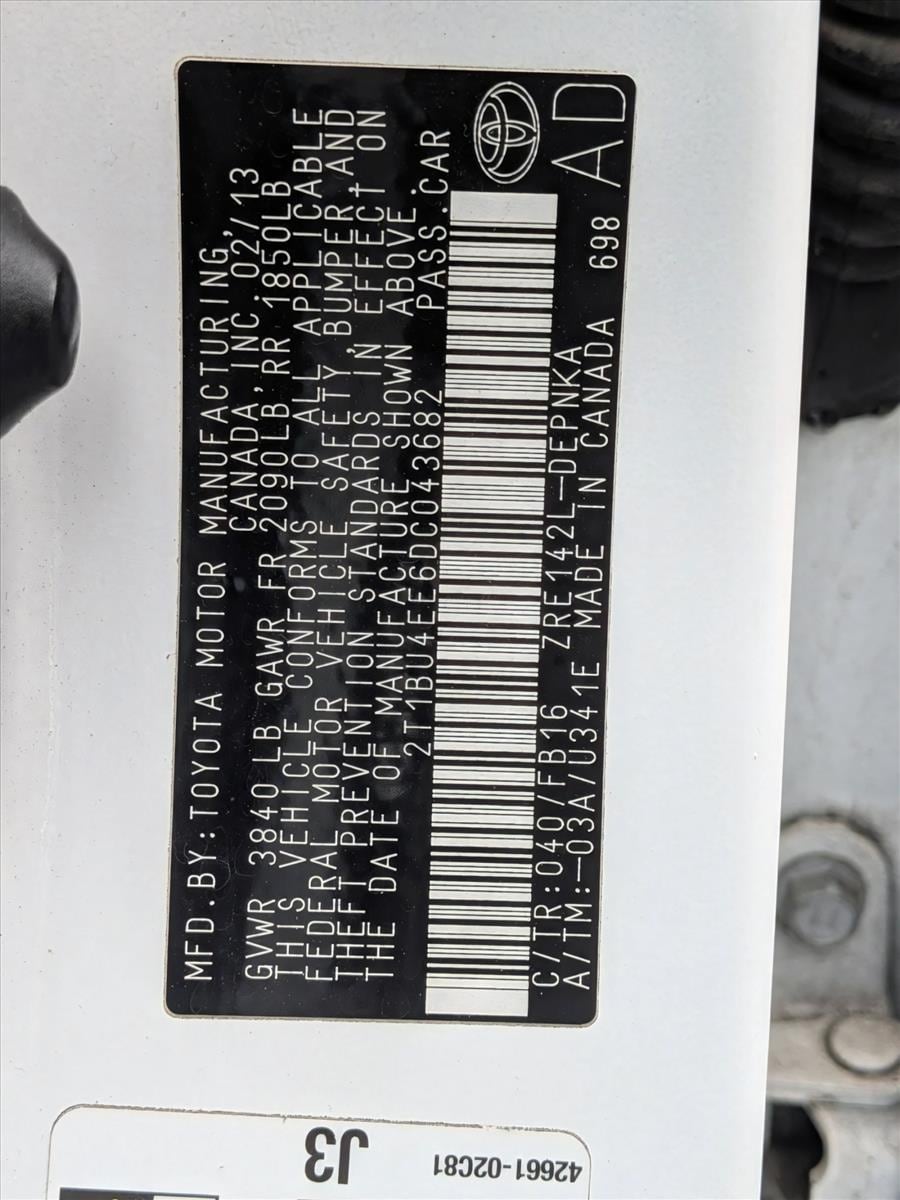 MFD.BY:TOYOTA MOTOR MANUFACTURING,
CANADA,INC.02/13
GVWR 3840LB GAWR FR 2090LB,RR 1850LB
THIS VEHICLE CONFORMS TO ALL APPLICABLE
FEDERAL MOTOR VEHICLE SAFETY,BUMPER,AND
THEFT PREVENTION STANDARDS IN EFFECT ON
THE DATE OF MANUFACTURE SHOWN ABOVE.
2T1BU4EE6DC043682 PASS.CAR
C/TR:040/FB16 ZRE142L-DEPNKA
A/TM:-03A/U341E MADE IN CANADA 698
AD
J3
42661-02C81